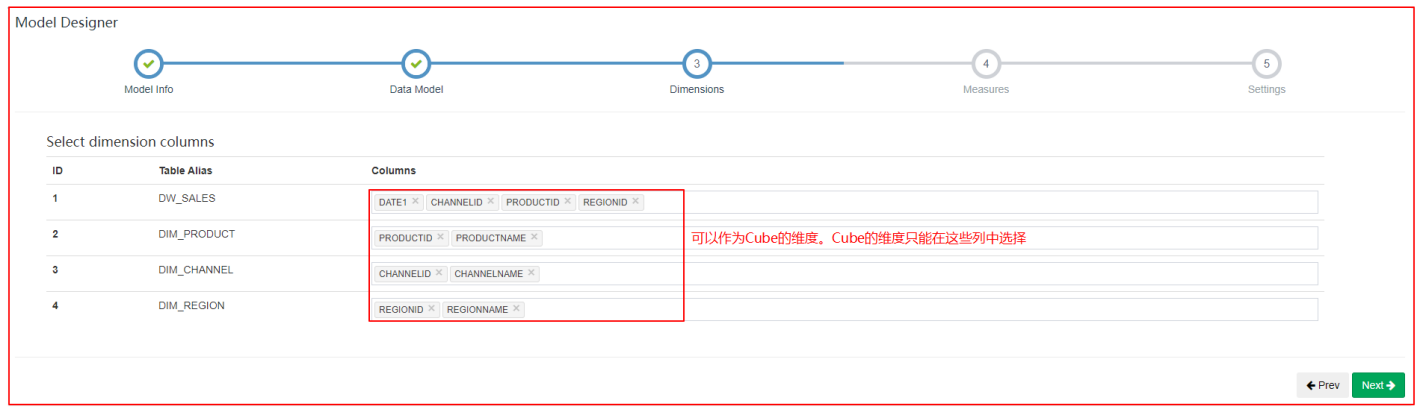 Model Designer
3
4
5
Model Info
Data Model
Dimensions
Measures
Settings
Select dimension columns
ID Table Alias Columns
1 DW_SALES DATE1 × CHANNELID × PRODUCTID × REGIONID ×
2 DIM_PRODUCT PRODUCTID × PRODUCTNAME × 可以作为Cube的维度。Cube的维度只能在这些列中选择
3 DIM_CHANNEL CHANNELID × CHANNELNAME ×
4 DIM_REGION REGIONID × REGIONNAME ×
Prev Next